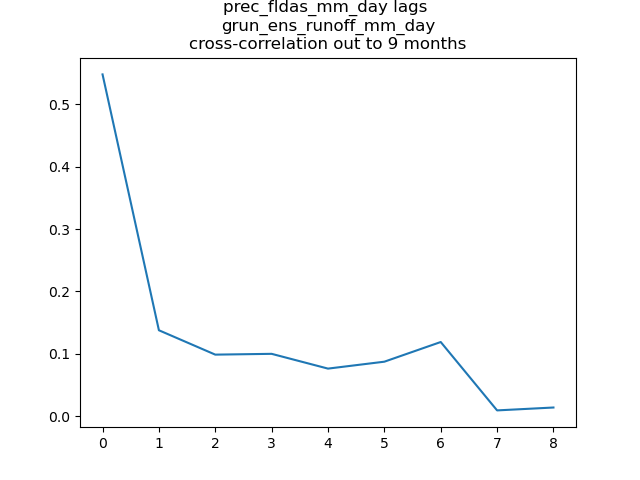 prec_fldas_mm_day lags
grun_ens_runoff_mm_day
cross-correlation out to 9 months
0.5
0.4
0.3
0.2
0.1
0.0
0 1 2 3 4 5 6 7 8